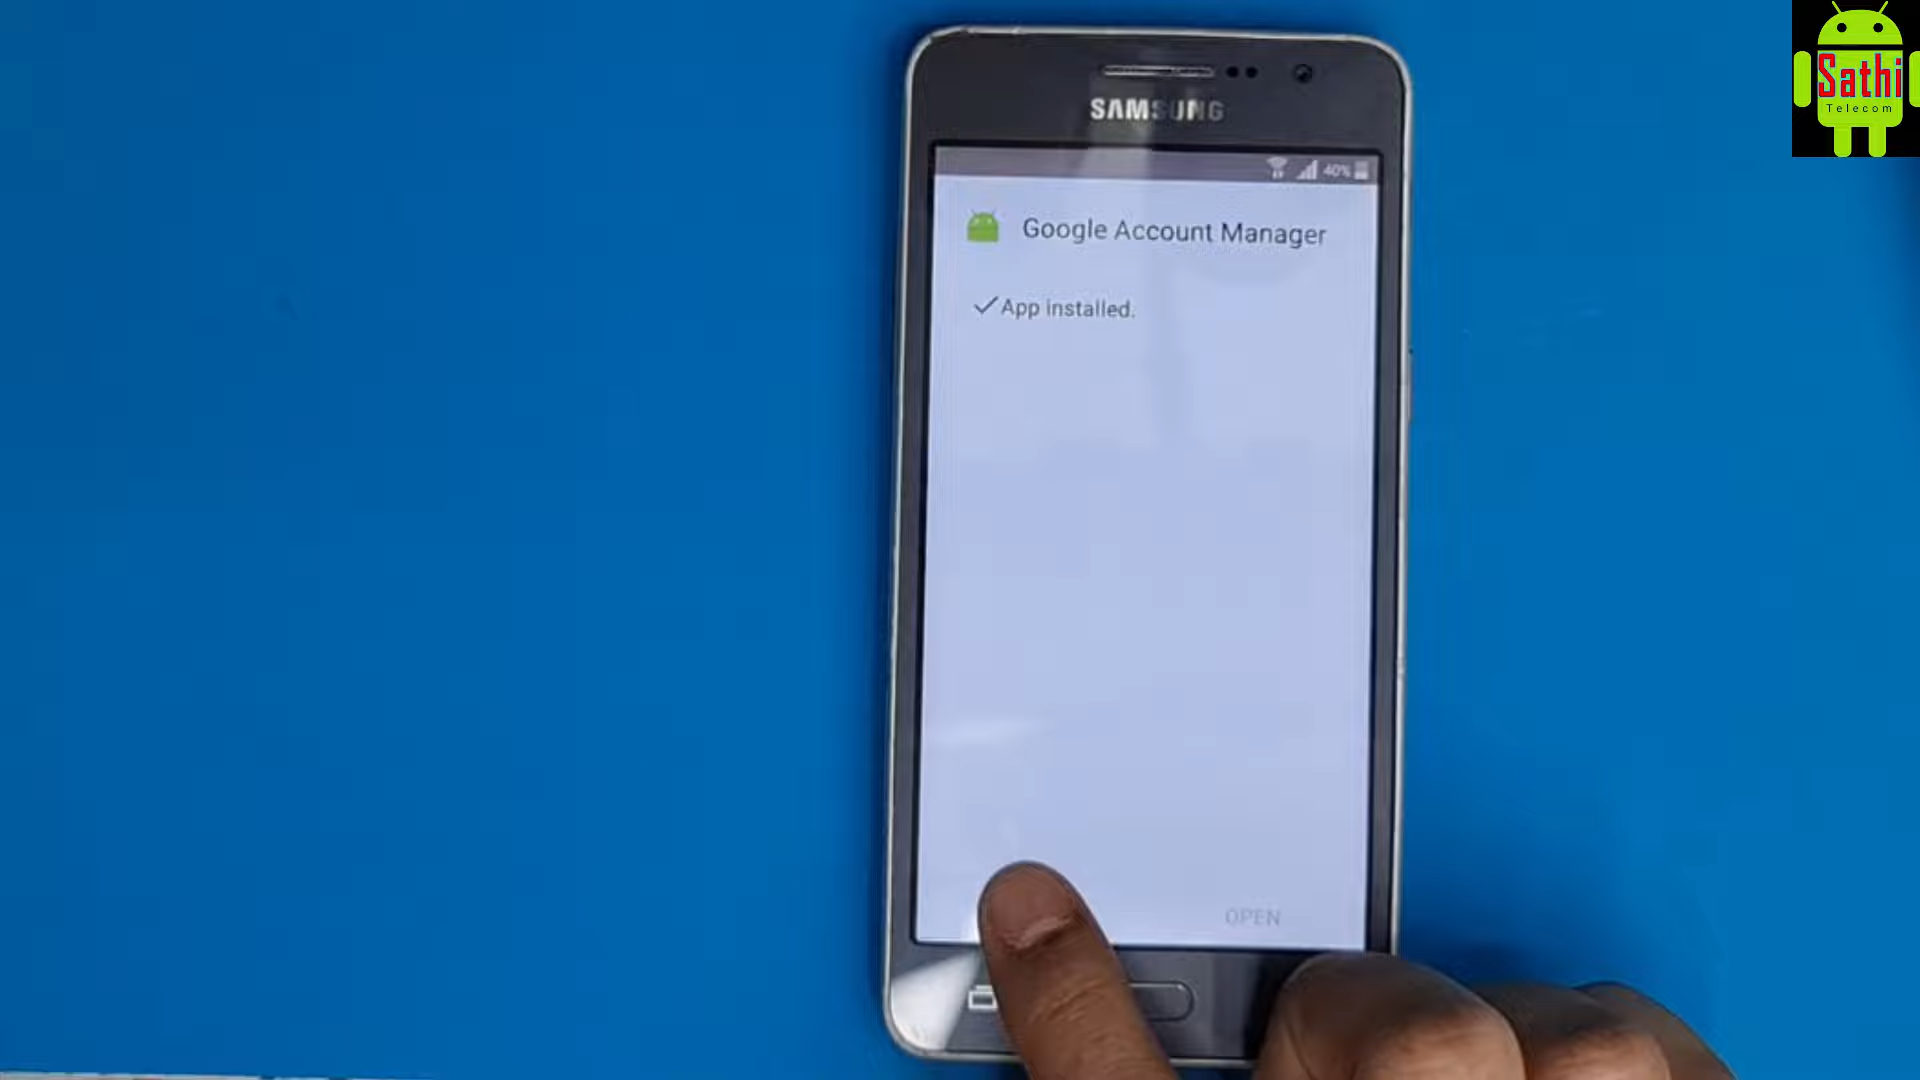 Sathi
Telecom
SAMSUNG
40%
Google Account Manager
App installed.
OPEN